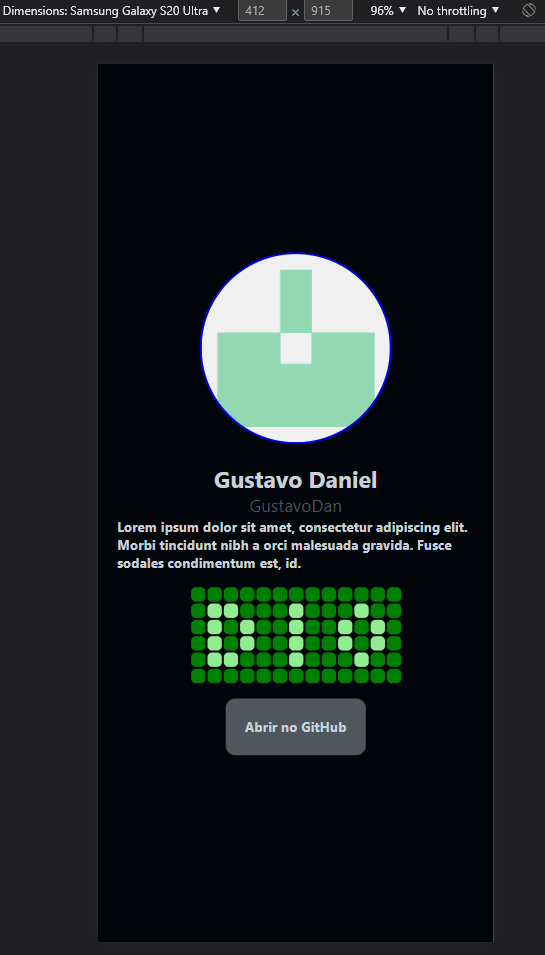 Dimensions: Samsung Galaxy S20 Ultra ▼ 412 × 915 96% ▼ No throttling ▼
Gustavo Daniel
GustavoDan
Lorem ipsum dolor sit amet, consectetur adipiscing elit.
Morbi tincidunt nibh a orci malesuada gravida. Fusce
sodales condimentum est, id.
DIO
Abrir no GitHub